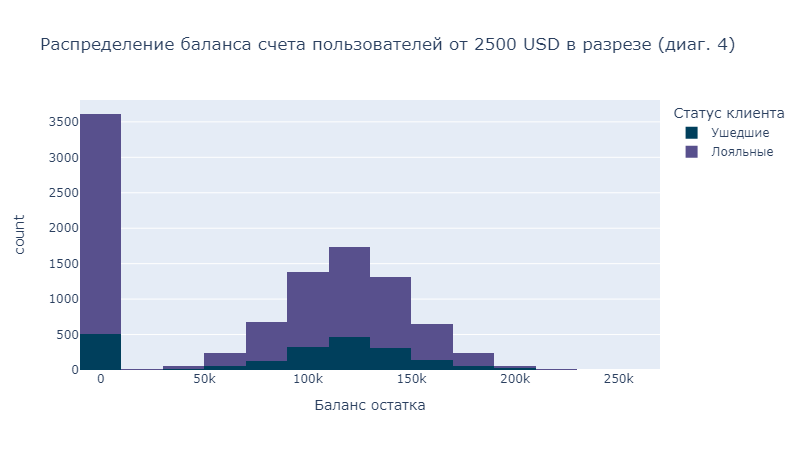 Распределение баланса счета пользователей от 2500 USD в разрезе (диаг. 4)
Статус клиента
Ушедшие
Лояльные
count
3500
3000
2500
2000
1500
1000
500
0
0 50k 100k 150k 200k 250k
Баланс остатка